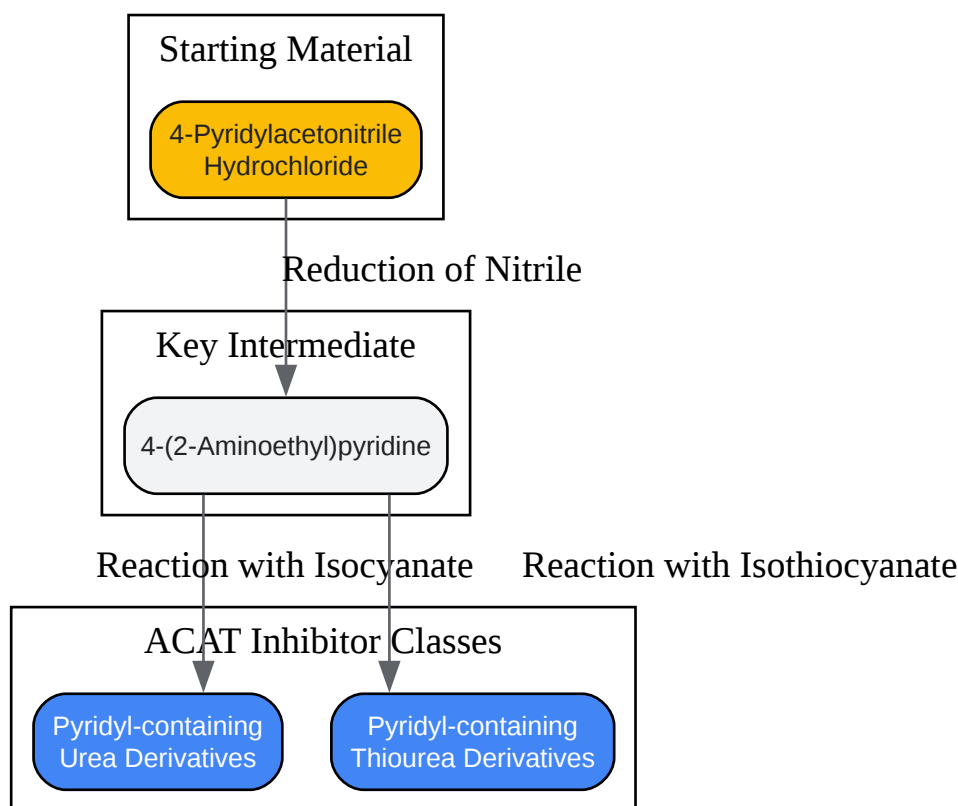 Starting Material
4-Pyridylacetonitrile
Hydrochloride
Reduction of Nitrile
Key Intermediate
4-(2-Aminoethyl)pyridine
Reaction with Isocyanate
Reaction with Isothiocyanate
ACAT Inhibitor Classes
Pyridyl-containing
Urea Derivatives
Pyridyl-containing
Thiourea Derivatives